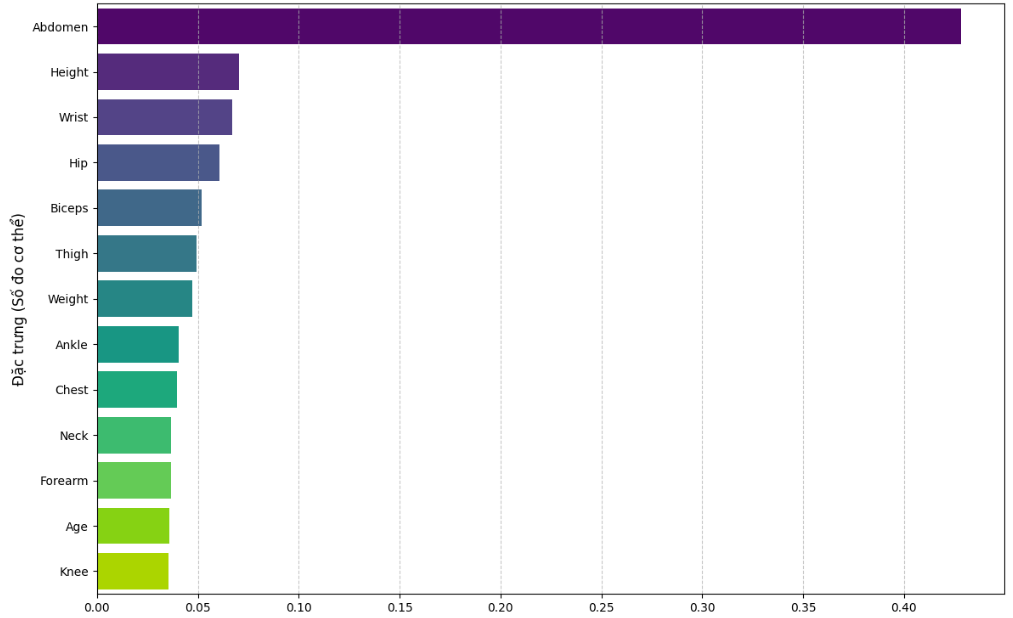 Abdomen
Height
Wrist
Hip
Biceps
Thigh
Weight
Ankle
Chest
Neck
Forearm
Age
Knee
Đặc trưng (Số đo cơ thể)
0.00 0.05 0.10 0.15 0.20 0.25 0.30 0.35 0.40